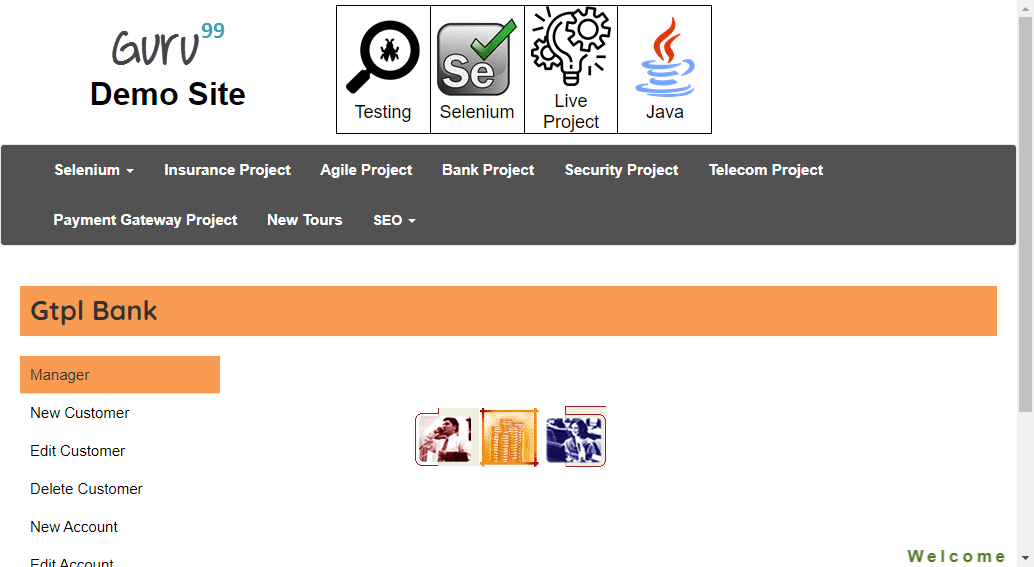 Guru99
Demo Site
Testing
Se
Selenium
Live
Project
Java
Selenium
Insurance Project
Agile Project
Bank Project
Security Project
Telecom Project
Payment Gateway Project
New Tours
SEO
Gtpl Bank
Manager
New Customer
Edit Customer
Delete Customer
New Account
Edit Account
Welcome